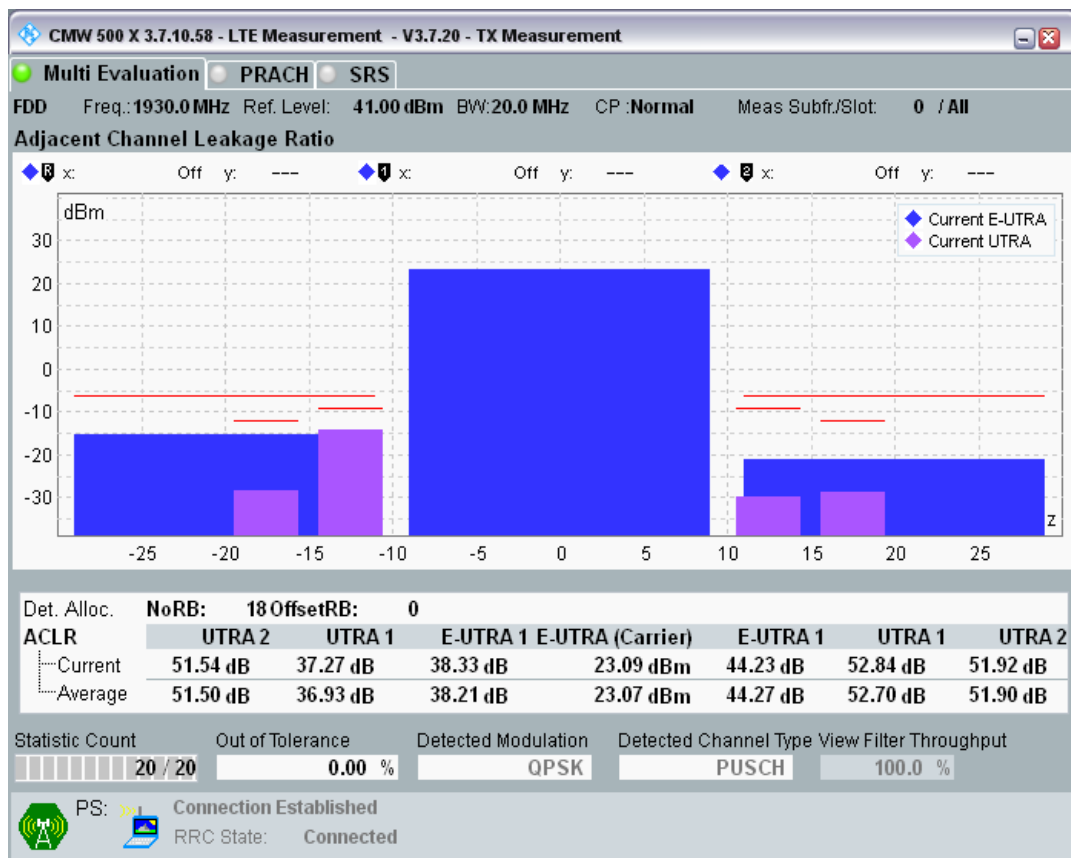 CMW 500 X 3.7.10.58 - LTE Measurement - V3.7.20 - TX Measurement
Multi Evaluation PRACH SRS
FDD Freq.:1930.0 MHz Ref. Level: 41.00 dBm BW:20.0 MHz CP :Normal Meas Subfr./Slot: 0 / All
Adjacent Channel Leakage Ratio
R x: Off y: --- 1 x: Off y: --- 2 x: Off y: ---
dBm
Current E-UTRA
Current UTRA
30
20
10
0
-10
-20
-30
z
-25 -20 -15 -10 -5 0 5 10 15 20 25
Det. Alloc. NoRB: 18 OffsetRB: 0
ACLR UTRA 2 UTRA 1 E-UTRA 1 E-UTRA (Carrier) E-UTRA 1 UTRA 1 UTRA 2
Current 51.54 dB 37.27 dB 38.33 dB 23.09 dBm 44.23 dB 52.84 dB 51.92 dB
Average 51.50 dB 36.93 dB 38.21 dB 23.07 dBm 44.27 dB 52.70 dB 51.90 dB
Statistic Count Out of Tolerance Detected Modulation Detected Channel Type View Filter Throughput
20 / 20 0.00 % QPSK PUSCH 100.0 %
PS: Connection Established
RRC State: Connected